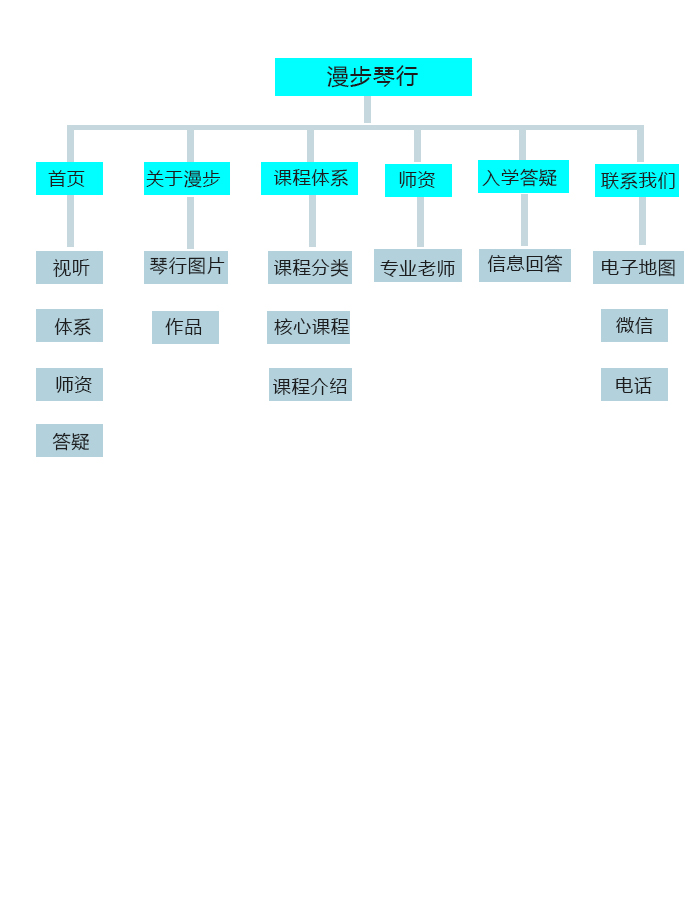 漫步琴行
首页
关于漫步
课程体系
师资
入学答疑
联系我们
视听
琴行图片
课程分类
专业老师
信息回答
电子地图
体系
作品
核心课程
微信
师资
课程介绍
电话
答疑